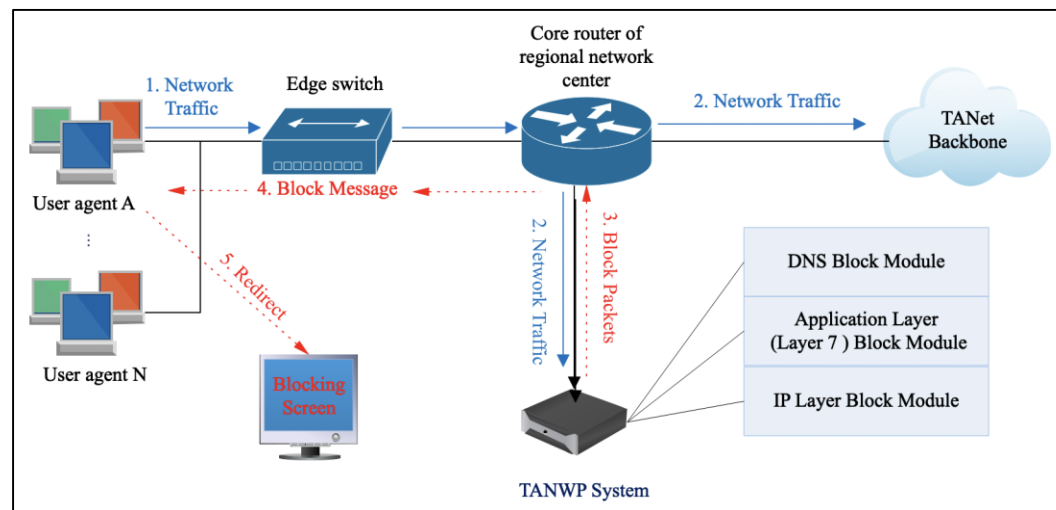 Core router of
regional network
center
1. Network
Traffic
Edge switch
2. Network Traffic
TANet
Backbone
4. Block Message
User agent A
...
5. Redirect
2. Network Traffic
3. Block Packets
DNS Block Module
Application Layer
(Layer 7 ) Block Module
IP Layer Block Module
User agent N
Blocking
Screen
TANWP System